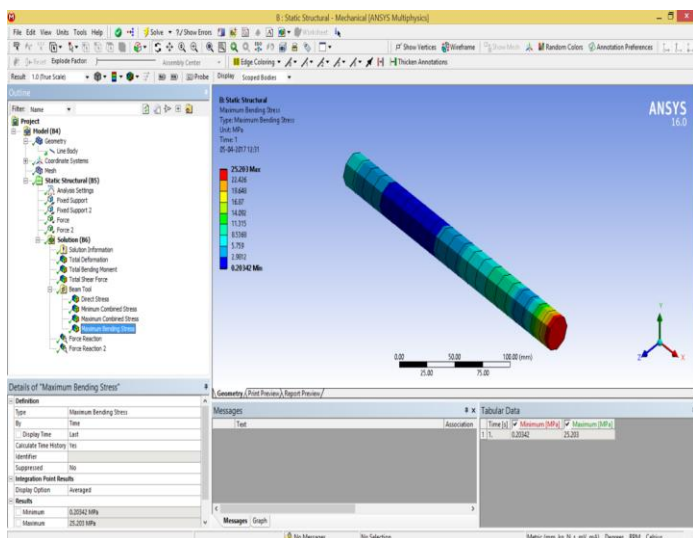 B : Static Structural - Mechanical [ANSYS Multiphysics]
File Edit View Units Tools Help Solve ?/Show Errors Worksheet
Show Vertices Wireframe Show Mesh Random Colors Annotation Preferences
Reset Explode Factor: Assembly Center Edge Coloring Thicken Annotations
Result 1.0 (True Scale) Probe Display Scoped Bodies
Outline
Filter: Name
Project
Model (B4)
Geometry
Line Body
Coordinate Systems
Mesh
Static Structural (B5)
Analysis Settings
Fixed Support
Fixed Support 2
Force
Force 2
Solution (B6)
Solution Information
Total Deformation
Total Bending Moment
Total Shear Force
Beam Tool
Direct Stress
Minimum Combined Stress
Maximum Combined Stress
Maximum Bending Stress
Force Reaction
Force Reaction 2
B: Static Structural
Maximum Bending Stress
Type: Maximum Bending Stress
Unit: MPa
Time: 1
05-04-2017 12:31
25.203 Max
22.426
19.648
16.87
14.092
11.315
8.5368
5.759
2.9812
0.20342 Min
ANSYS
16.0
0.00 50.00 100.00 (mm)
25.00 75.00
Z Y X
Geometry Print Preview Report Preview
Details of "Maximum Bending Stress"
Definition
Type Maximum Bending Stress
By Time
Display Time Last
Calculate Time History Yes
Identifier
Suppressed No
Integration Point Results
Display Option Averaged
Results
Minimum 0.20342 MPa
Maximum 25.203 MPa
Messages
Text Association
Messages Graph
Tabular Data
Time [s] Minimum [MPa] Maximum [MPa]
1 1. 0.20342 25.203
No Messages No Selection